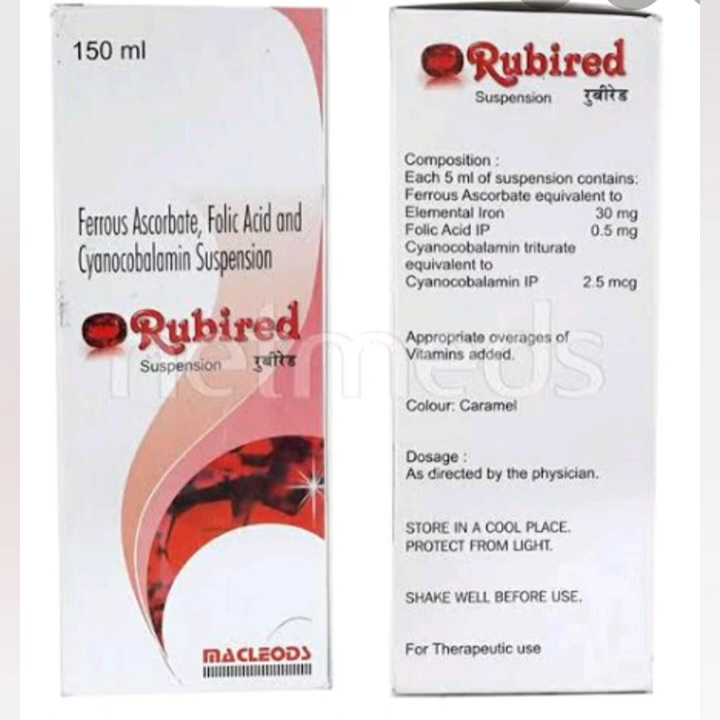 150 ml
Ferrous Ascorbate, Folic Acid and
Cyanocobalamin Suspension
Rubired
Suspension रुबीरेड
MACLEODS
Rubired
Suspension रुबीरेड
Composition :
Each 5 ml of suspension contains:
Ferrous Ascorbate equivalent to
Elemental Iron 30 mg
Folic Acid IP 0.5 mg
Cyanocobalamin triturate
equivalent to
Cyanocobalamin IP 2.5 mcg
Appropriate overages of
Vitamins added.
Colour: Caramel
Dosage :
As directed by the physician.
STORE IN A COOL PLACE.
PROTECT FROM LIGHT.
SHAKE WELL BEFORE USE.
For Therapeutic use
netmeds